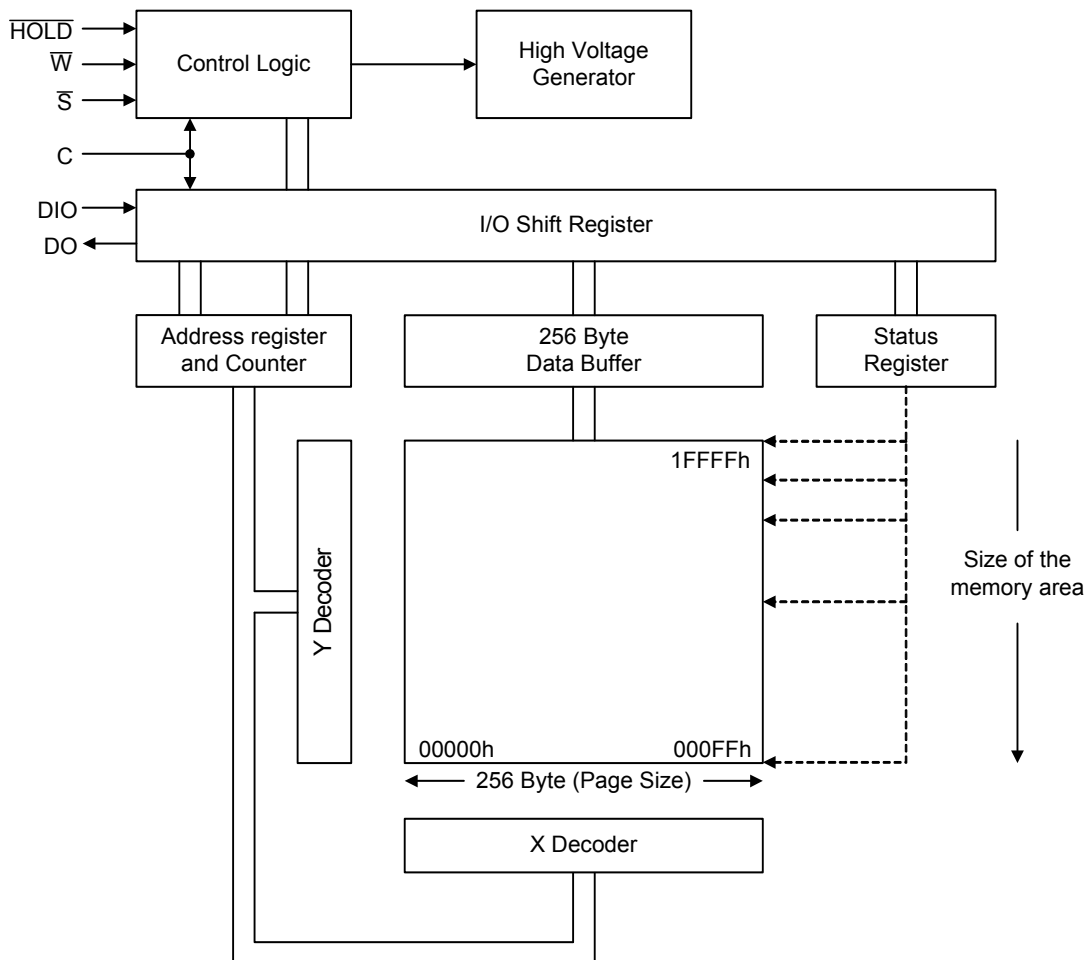 HOLD
W
S
C
DIO
DO
Control Logic
High Voltage
Generator
I/O Shift Register
Address register
and Counter
256 Byte
Data Buffer
Status
Register
1FFFFh
Size of the
memory area
Y Decoder
00000h
000FFh
256 Byte (Page Size)
X Decoder